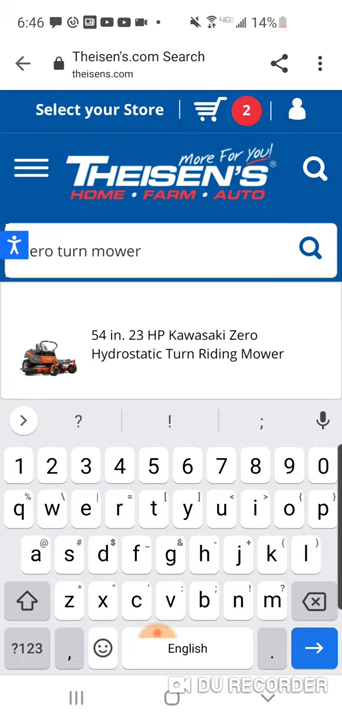 6:46 4G 14%
Theisen's.com Search
theisens.com
Select your Store 2
More For You!
THEISEN'S
HOME • FARM • AUTO
ero turn mower
54 in. 23 HP Kawasaki Zero
Hydrostatic Turn Riding Mower
? ! ;
1 2 3 4 5 6 7 8 9 0
% \ | = [ ] < > { }
q w e r t y u i o p
@ # $ _ & - + ( )
a s d f g h j k l
* " ' : ; ! ?
z x c v b n m
?123 , English .
DU RECORDER